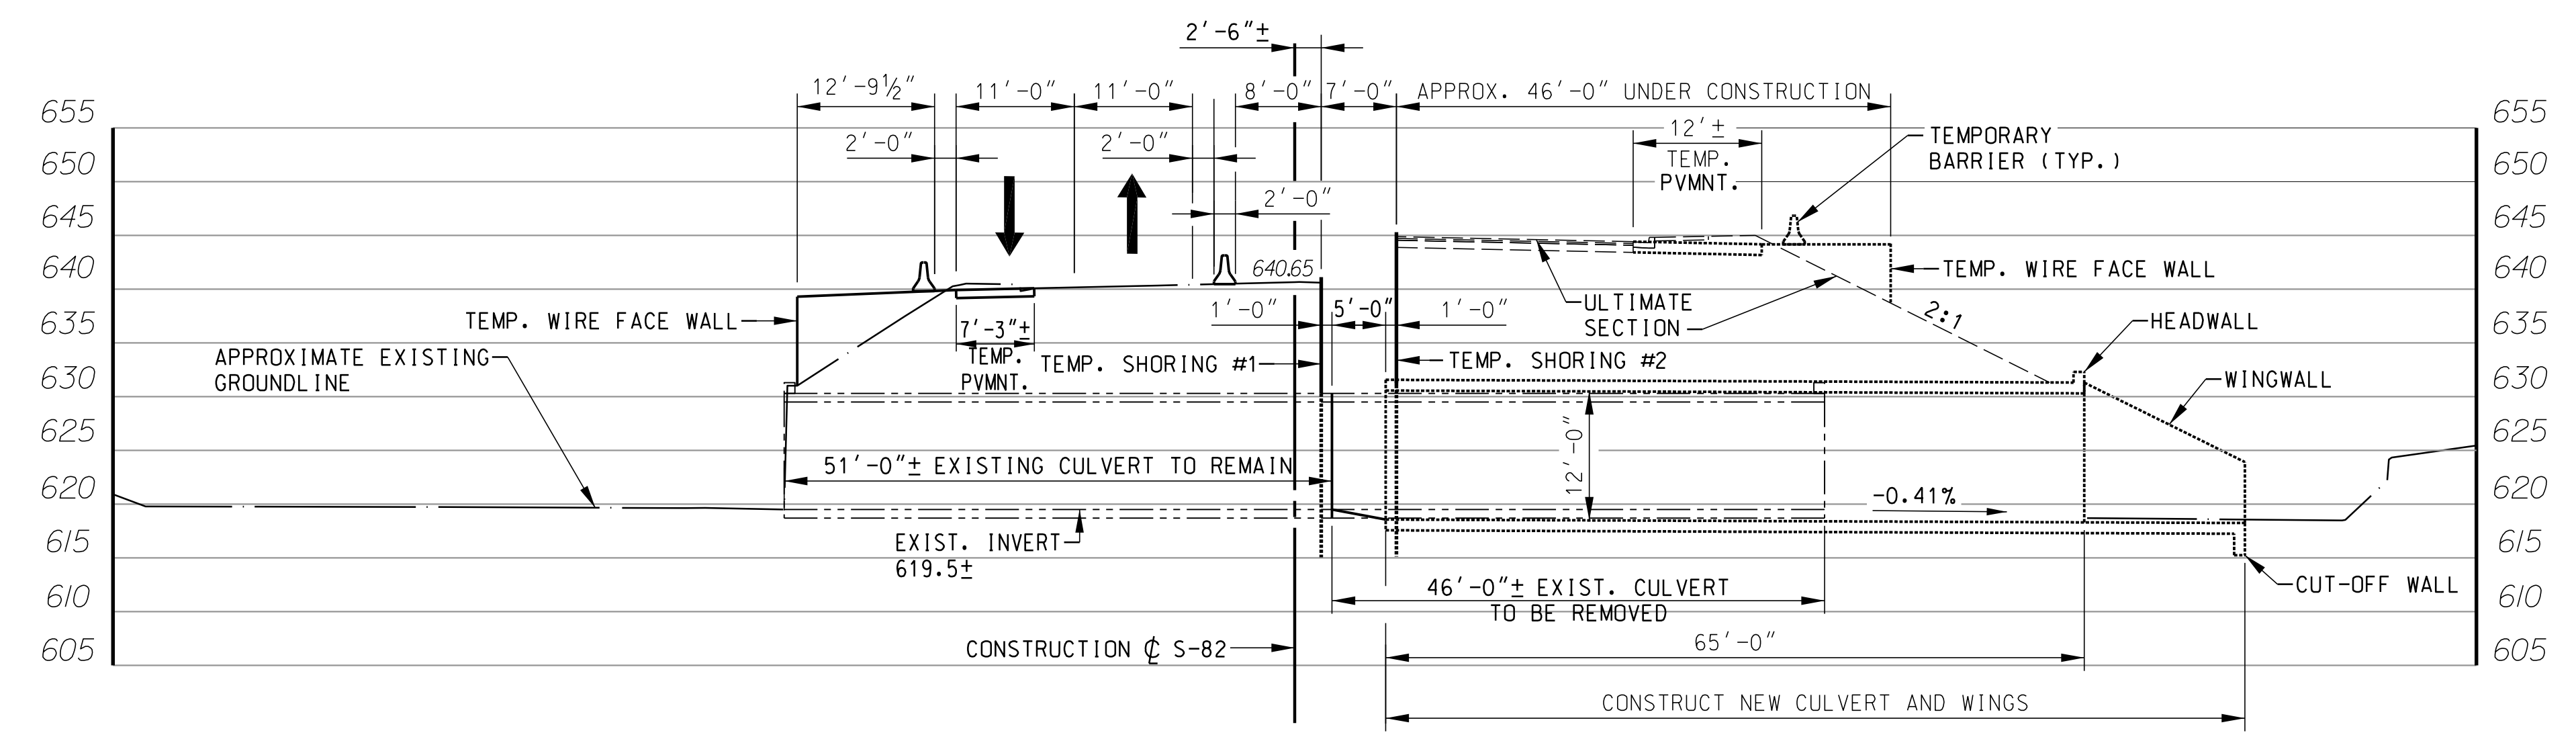 2'-6"±
12'-9½" 11'-0" 11'-0" 8'-0" 7'-0" APPROX. 46'-0" UNDER CONSTRUCTION
655 655
2'-0" 2'-0" 12'± TEMPORARY
TEMP. BARRIER (TYP.)
650 650
PVMNT.
2'-0"
645 645
640.65
640 TEMP. WIRE FACE WALL 640
1'-0" 5'-0" 1'-0" ULTIMATE
SECTION 2:1
635 TEMP. WIRE FACE WALL HEADWALL 635
7'-3"±
APPROXIMATE EXISTING TEMP. TEMP. SHORING #1 TEMP. SHORING #2
GROUNDLINE PVMNT.
630 WINGWALL 630
12'-0"
625 625
51'-0"± EXISTING CULVERT TO REMAIN
620 -0.41% 620
615 EXIST. INVERT 615
619.5±
46'-0"± EXIST. CULVERT CUT-OFF WALL
TO BE REMOVED
610 610
605 CONSTRUCTION ℄ S-82 65'-0" 605
CONSTRUCT NEW CULVERT AND WINGS